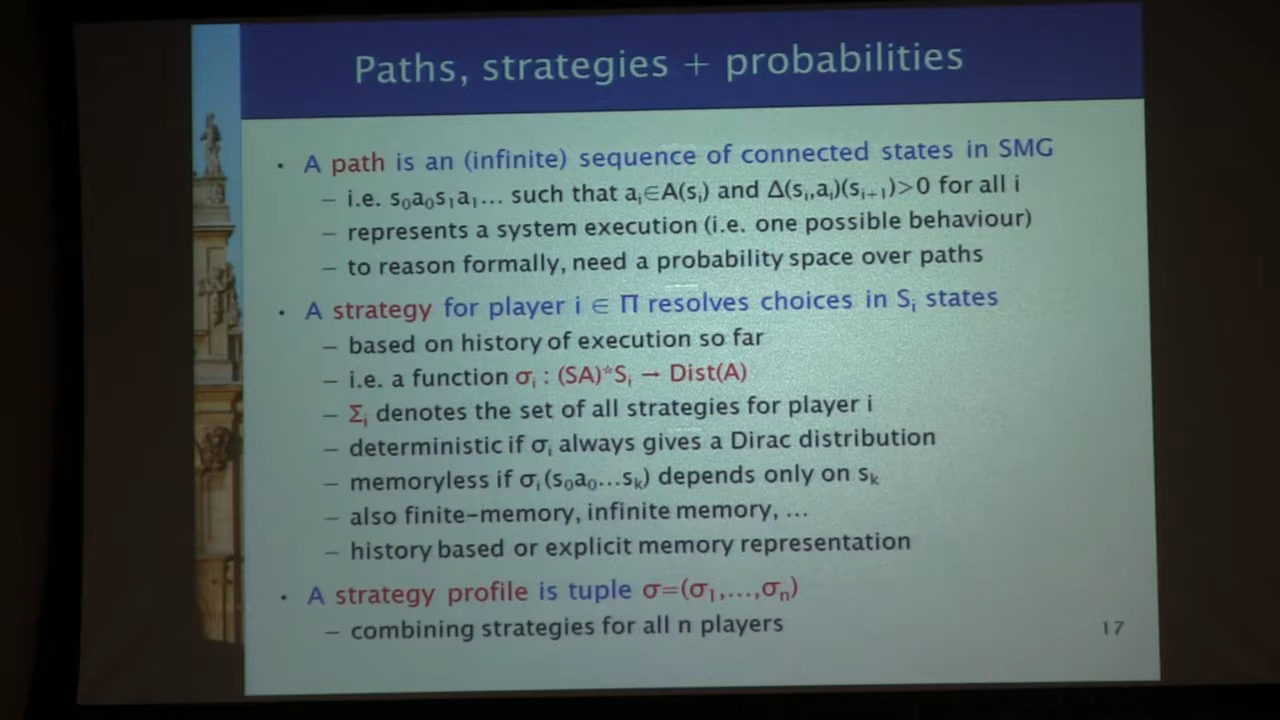 Paths, strategies + probabilities
· A path is an (infinite) sequence of connected states in SMG
– i.e. s₀a₀s₁a₁… such that aᵢ∈A(sᵢ) and Δ(sᵢ,aᵢ)(sᵢ₊₁)>0 for all i
– represents a system execution (i.e. one possible behaviour)
– to reason formally, need a probability space over paths
· A strategy for player i ∈ Π resolves choices in Sᵢ states
– based on history of execution so far
– i.e. a function σᵢ : (SA)*Sᵢ → Dist(A)
– Σᵢ denotes the set of all strategies for player i
– deterministic if σᵢ always gives a Dirac distribution
– memoryless if σᵢ(s₀a₀…sₖ) depends only on sₖ
– also finite-memory, infinite memory, …
– history based or explicit memory representation
· A strategy profile is tuple σ=(σ₁,…,σₙ)
– combining strategies for all n players
17